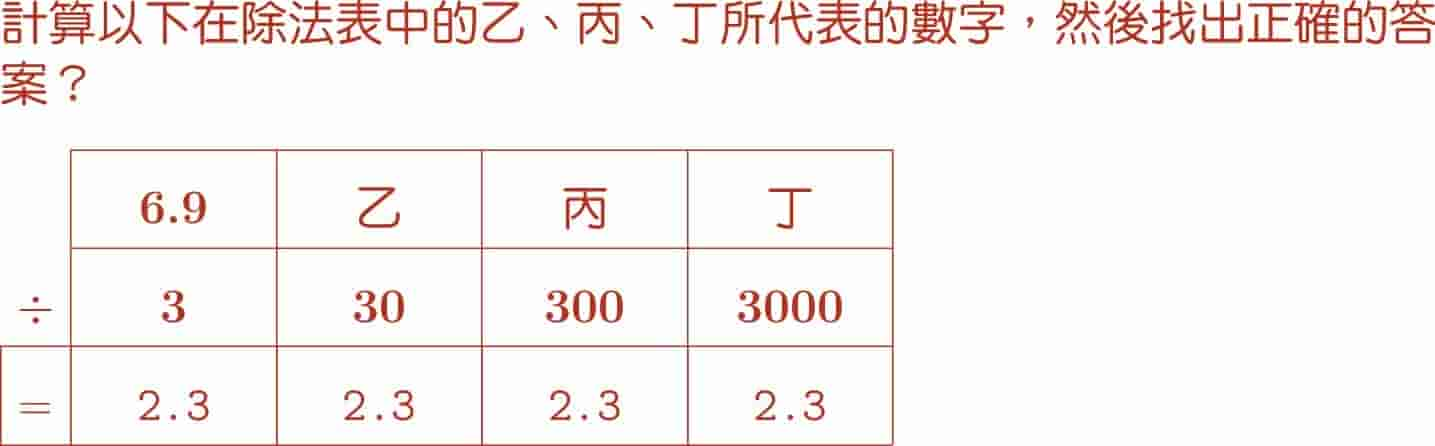 計算以下在除法表中的乙、丙、丁所代表的數字，然後找出正確的答
案？
6.9 乙 丙 丁
÷ 3 30 300 3000
= 2.3 2.3 2.3 2.3